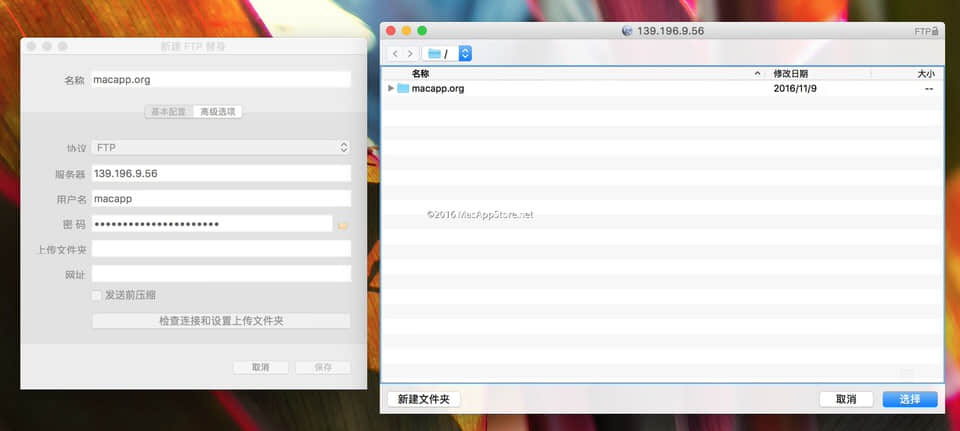 新建 FTP 替身
名称 macapp.org
基本配置 高级选项
协议 FTP
服务器 139.196.9.56
用户名 macapp
密 码 ••••••••••••••••••••••
上传文件夹
网址
发送前压缩
检查连接和设置上传文件夹
取消 保存
139.196.9.56 FTP
/
名称 修改日期 大小
macapp.org 2016/11/9 --
©2016 MacAppStore.net
新建文件夹 取消 选择